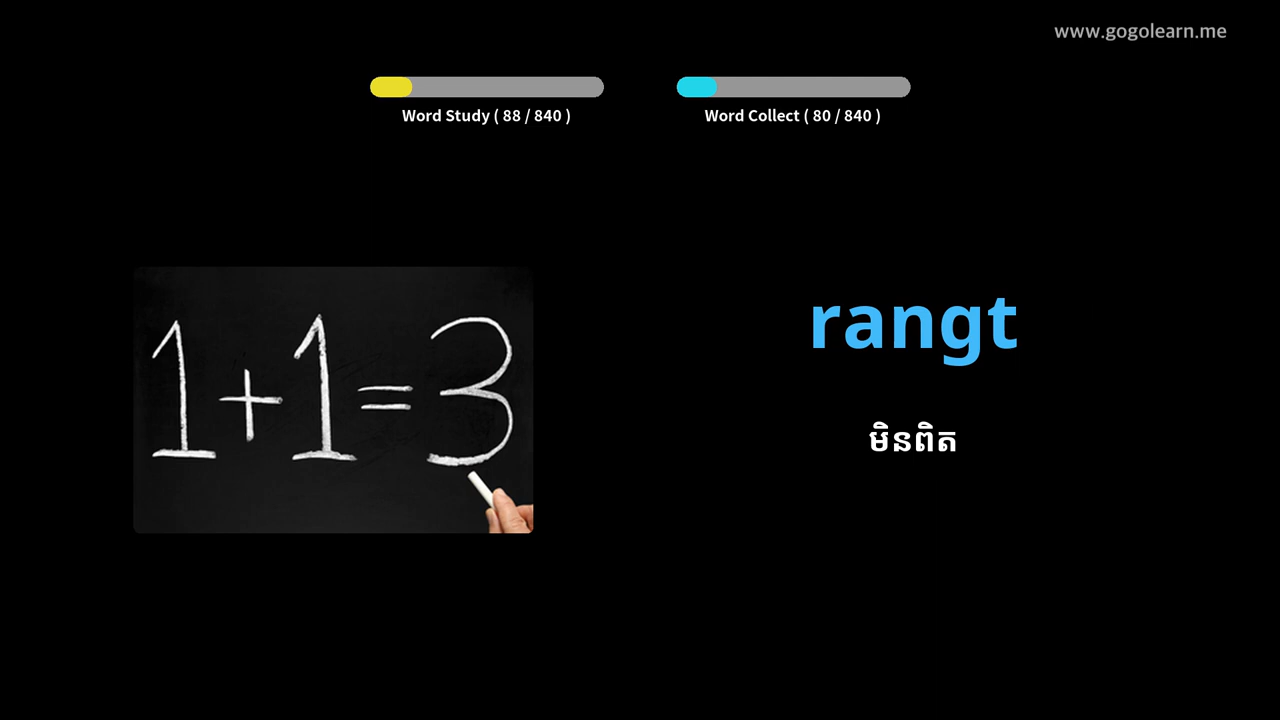 www.gogolearn.me
Word Study ( 88 / 840 )
Word Collect ( 80 / 840 )
1+1=3
rangt
មិនពិត